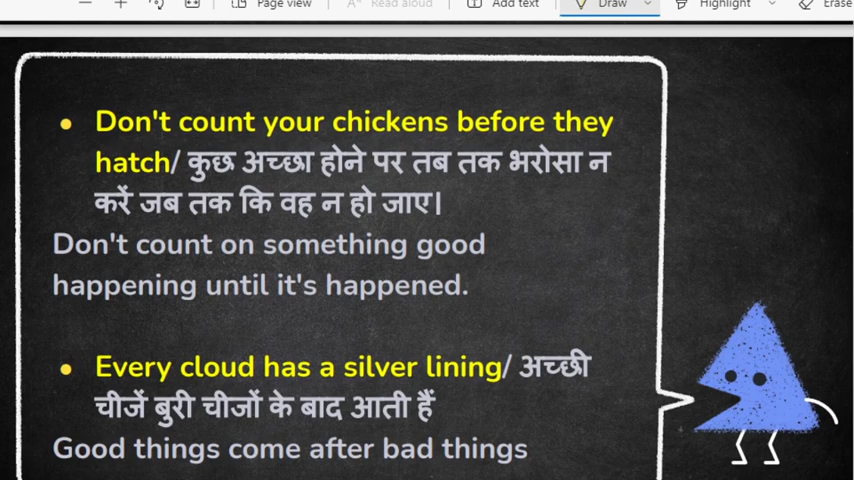 Page view
Read aloud
Add text
Draw
Highlight
Erase
Don't count your chickens before they
hatch/ कुछ अच्छा होने पर तब तक भरोसा न
करें जब तक कि वह न हो जाए।
Don't count on something good
happening until it's happened.
Every cloud has a silver lining/ अच्छी
चीजें बुरी चीजों के बाद आती हैं
Good things come after bad things